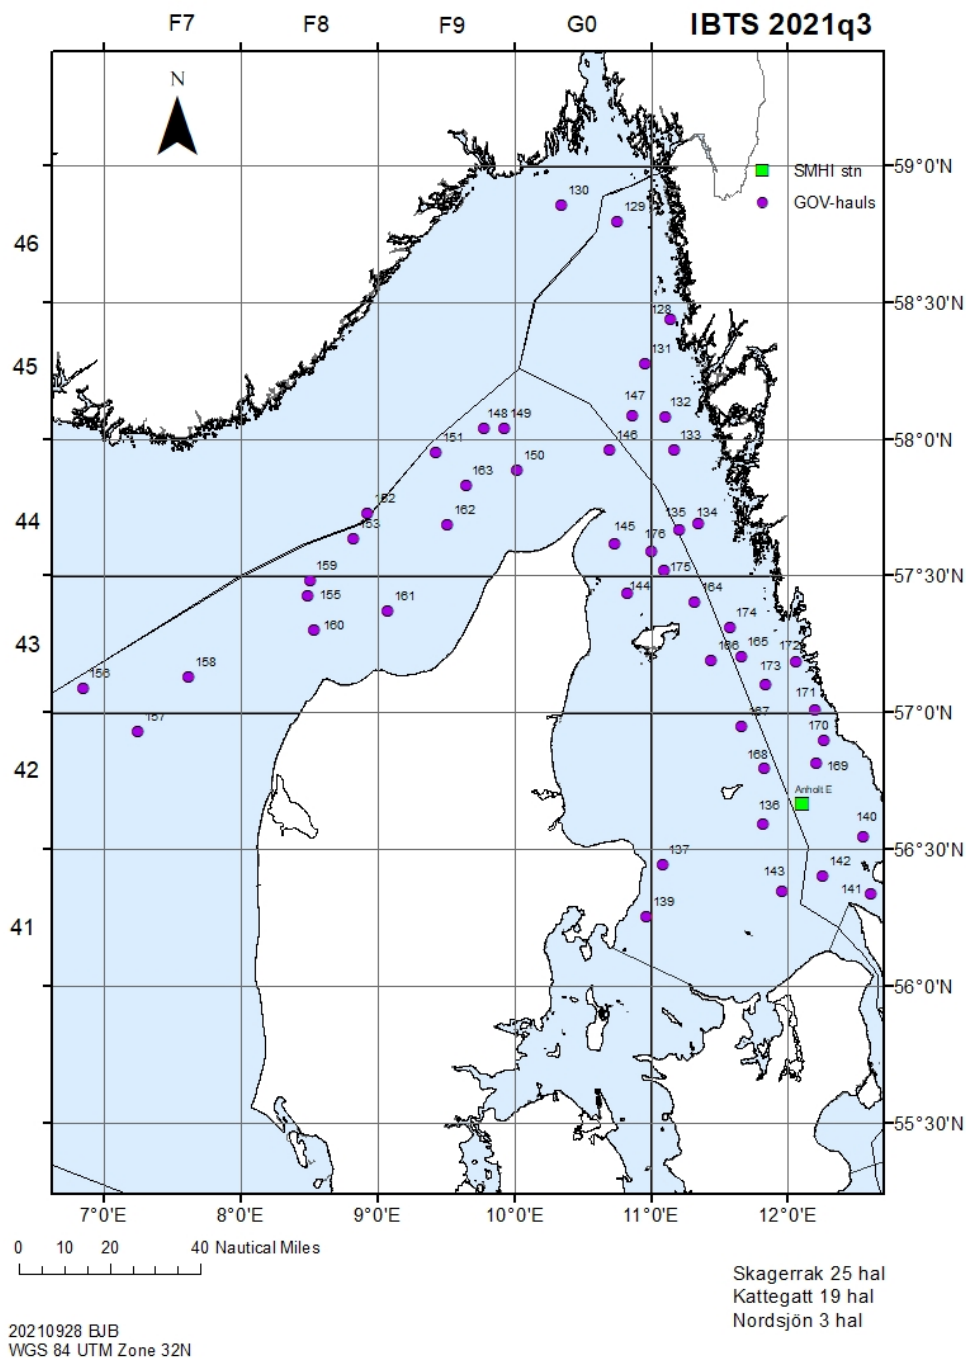 F7 F8 F9 G0 IBTS 2021q3
N
59°0'N
SMHI stn
GOV-hauls
130
129
46
58°30'N
128
131
45
147
132
148 149
146
133
58°0'N
151
150
163
152
162
44
135 134
153
145
176
57°30'N
159
175
144
164
155
161
174
160
43
165
172
166
158
173
156
171
57°0'N
157
167
170
168
169
42
Anholt E
136
140
56°30'N
137
142
143
141
139
41
56°0'N
55°30'N
7°0'E 8°0'E 9°0'E 10°0'E 11°0'E 12°0'E
0 10 20 40 Nautical Miles
Skagerrak 25 hal
Kattegatt 19 hal
Nordsjön 3 hal
20210928 BJB
WGS 84 UTM Zone 32N